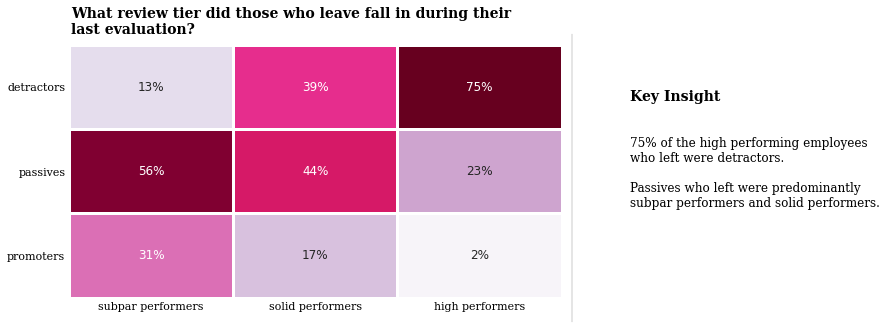 What review tier did those who leave fall in during their
last evaluation?
detractors 13% 39% 75%
passives 56% 44% 23%
promoters 31% 17% 2%
subpar performers solid performers high performers
Key Insight
75% of the high performing employees
who left were detractors.
Passives who left were predominantly
subpar performers and solid performers.